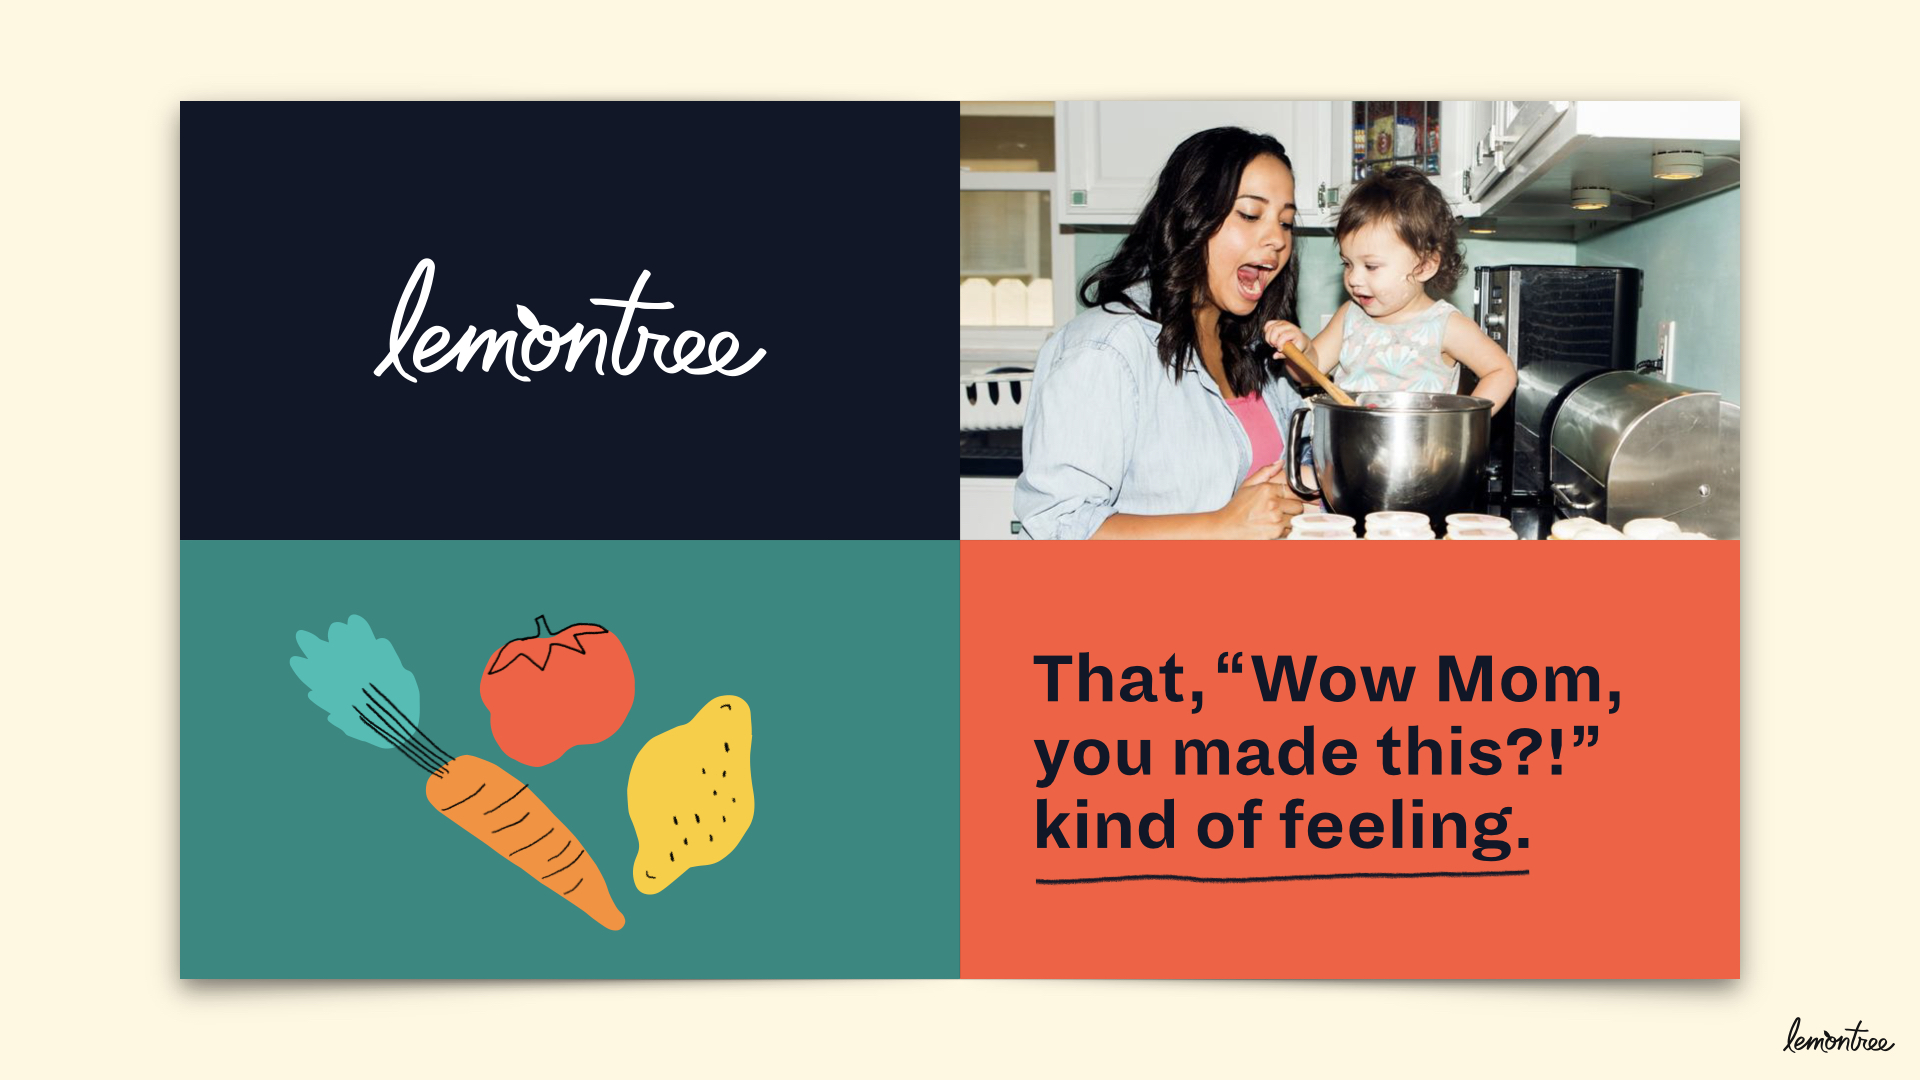 lemontree
That, “Wow Mom,
you made this?!”
kind of feeling.
lemontree